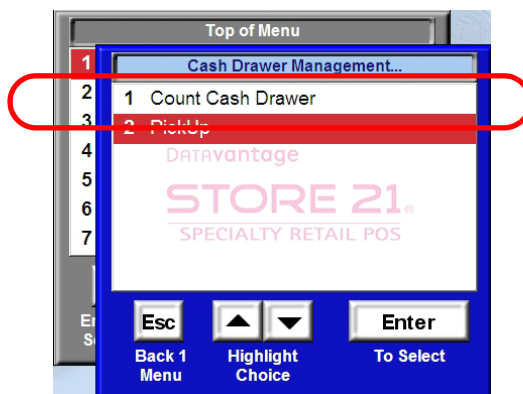 Top of Menu
1
2
3
4
5
6
7
Cash Drawer Management...
1 Count Cash Drawer
2 PickUp
DATAVantage
STORE 21®
SPECIALTY RETAIL POS
Esc
Enter
Back 1
Menu
Highlight
Choice
To Select